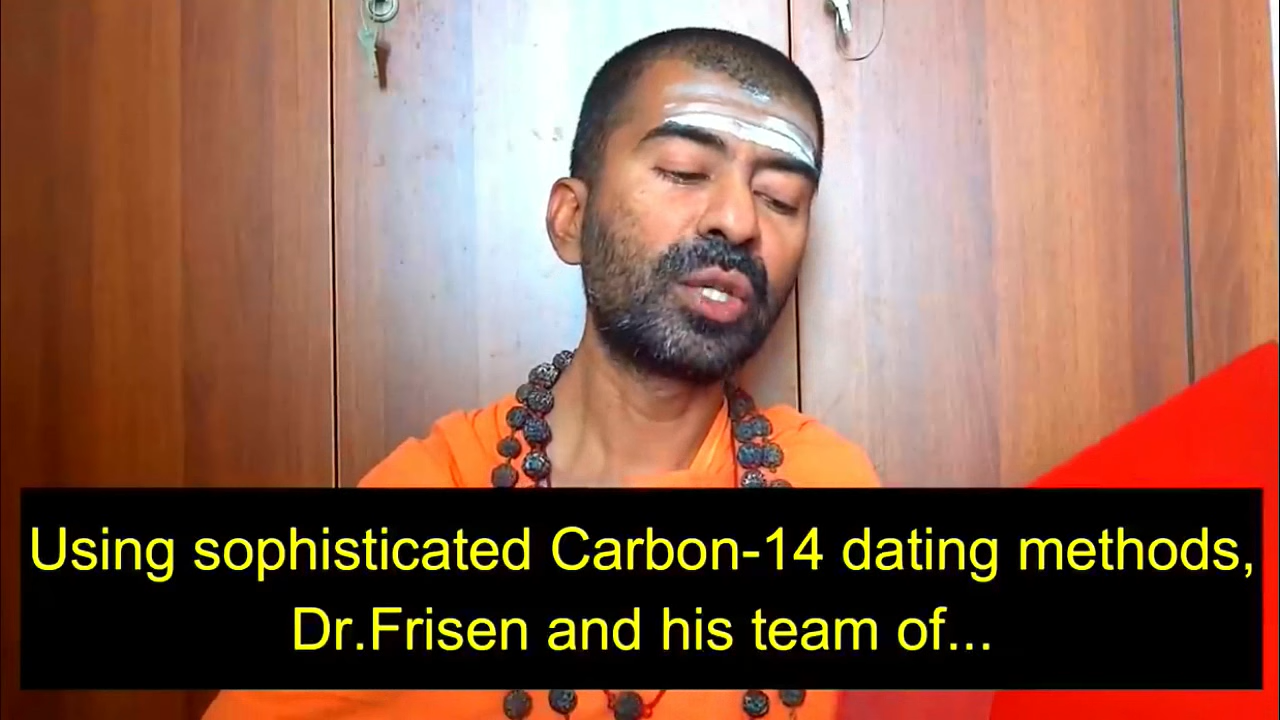 Using sophisticated Carbon-14 dating methods,
Dr.Frisen and his team of...